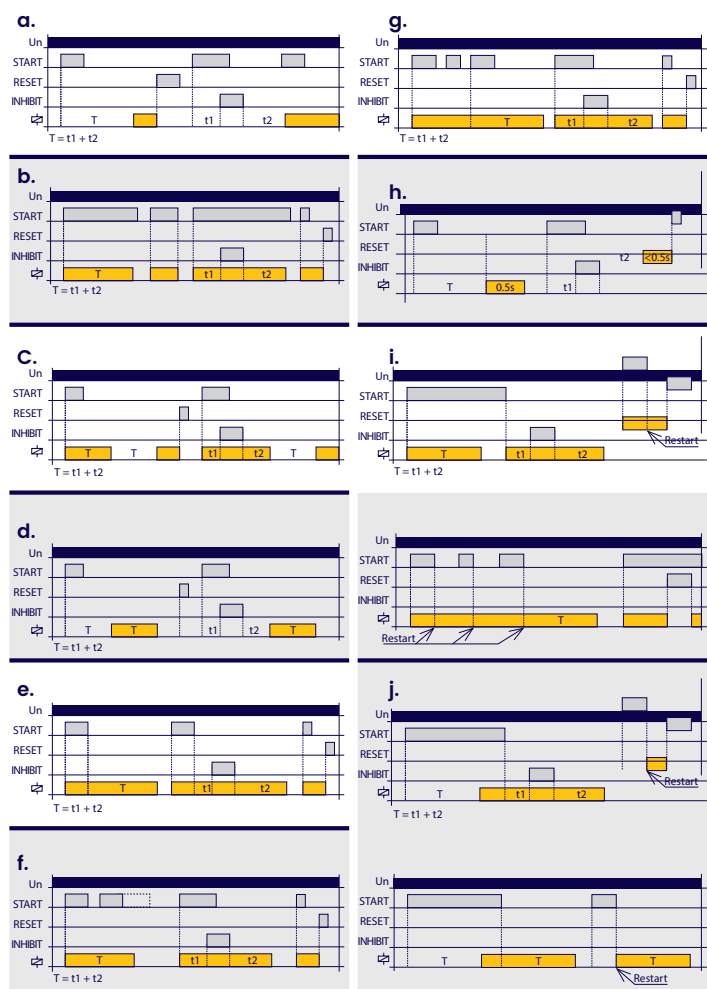 a.
Un
START
RESET
INHIBIT
T t1 t2
T = t1 + t2
b.
Un
START
RESET
INHIBIT
T t1 t2
T = t1 + t2
C.
Un
START
RESET
INHIBIT
T T t1 t2 T
T = t1 + t2
d.
Un
START
RESET
INHIBIT
T T t1 t2 T
T = t1 + t2
e.
Un
START
RESET
INHIBIT
T t1 t2
T = t1 + t2
f.
Un
START
RESET
INHIBIT
T t1 t2
T = t1 + t2
g.
Un
START
RESET
INHIBIT
T t1 t2
T = t1 + t2
h.
Un
START
RESET
t2 <0.5s
INHIBIT
T 0.5s t1
i.
Un
START
RESET
INHIBIT Restart
T t1 t2
T = t1 + t2
Un
START
RESET
INHIBIT
T
Restart
j.
Un
START
RESET
INHIBIT Restart
T t1 t2
T = t1 + t2
Un
START
RESET
INHIBIT
T T T
Restart